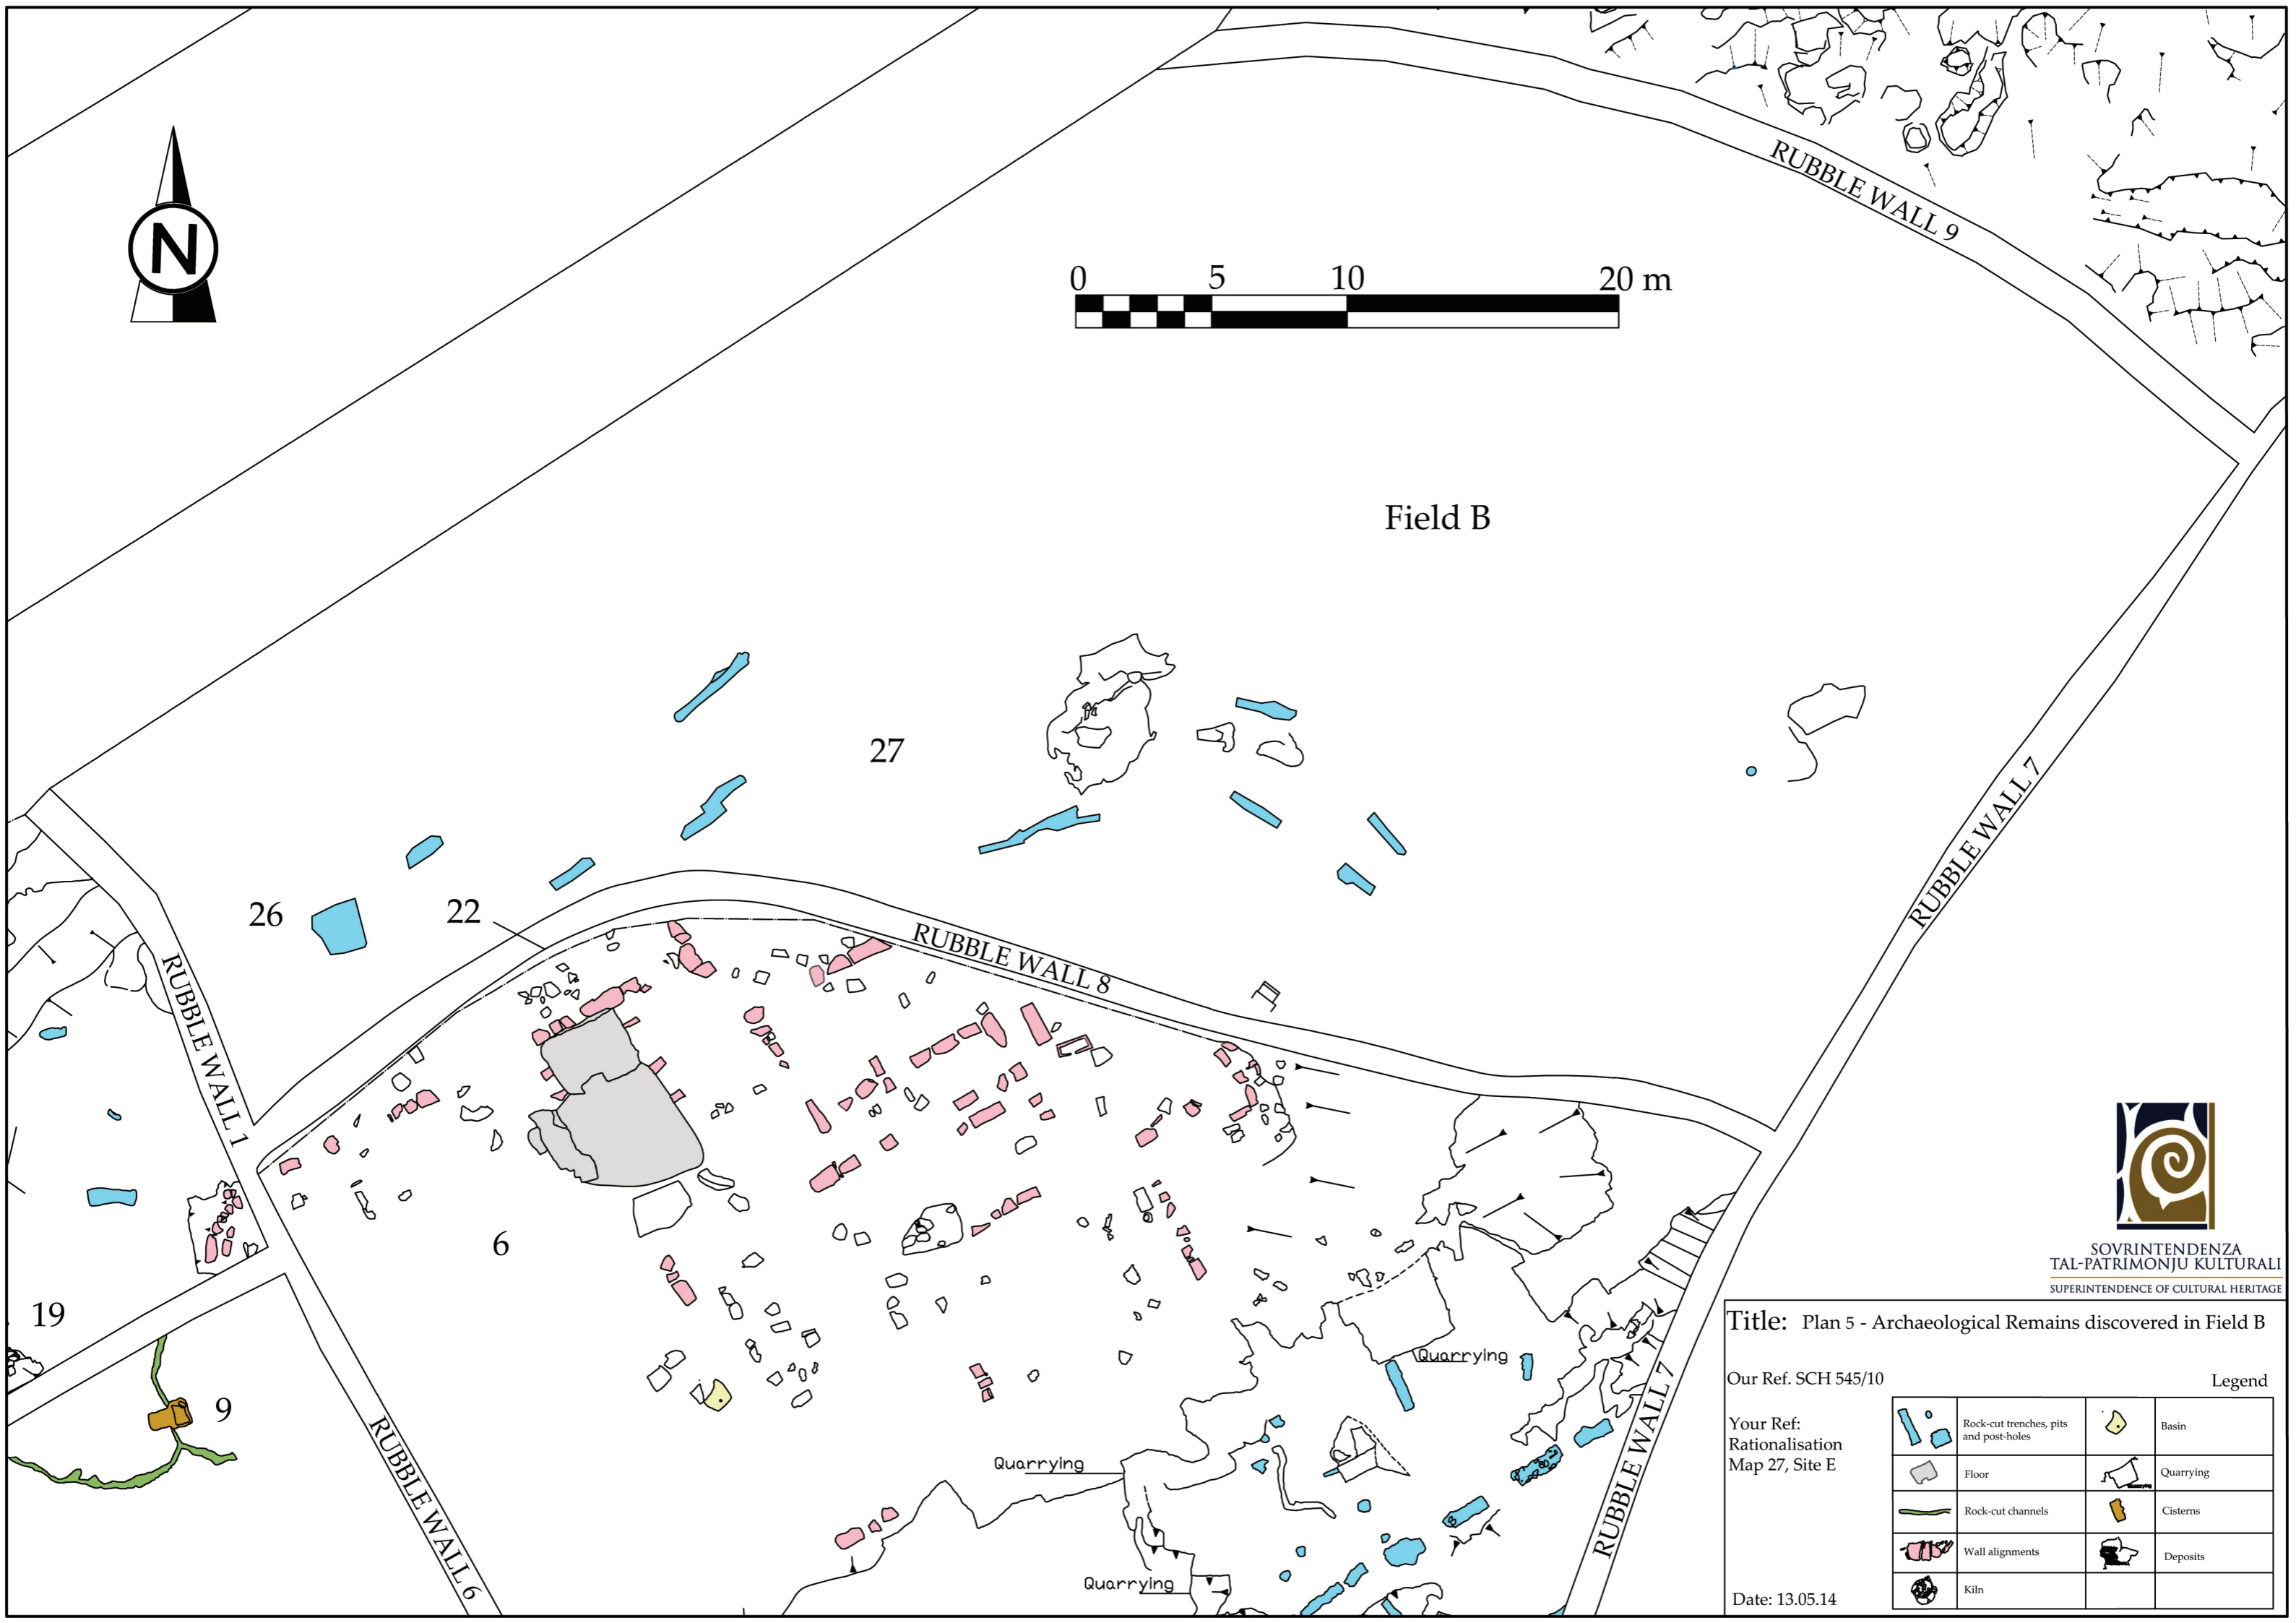 N
0 5 10 20 m
RUBBLE WALL 9
Field B
27
26
22
RUBBLE WALL 8
RUBBLE WALL 7
RUBBLE WALL 1
6
19
9
RUBBLE WALL 6
Quarrying
Quarrying
Quarrying
RUBBLE WALL 7
SOVRINTENDENZA
TAL-PATRIMONJU KULTURALI
SUPERINTENDENCE OF CULTURAL HERITAGE
Title: Plan 5 - Archaeological Remains discovered in Field B
Our Ref. SCH 545/10
Legend
Your Ref:
Rationalisation
Map 27, Site E
Date: 13.05.14
Rock-cut trenches, pits
and post-holes
Basin
Floor
Quarrying
Quarrying
Rock-cut channels
Cisterns
Wall alignments
Deposits
Kiln